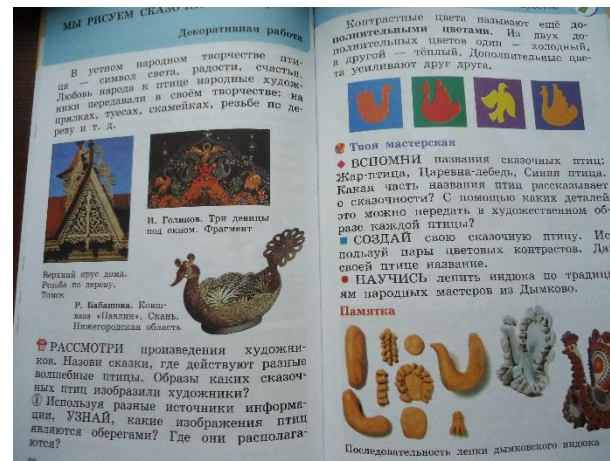 МЫ РИСУЕМ
Декоративная работа
В устном народном творчестве пти-
ца — символ света, радости, счастья.
Любовь народа к птице народные худож-
ники передавали в своём творчестве: на
прялках, туесах, скамейках, резьбе по де-
реву и т. д.
И. Голиков. Три девицы
под окном. Фрагмент
Верхний ярус дома.
Резьба по дереву.
Томск
Р. Бабашова. Ковш-
ваза «Павлин». Скань.
Нижегородская область
РАССМОТРИ произведения художни-
ков. Назови сказки, где действуют разные
волшебные птицы. Образы каких сказоч-
ных птиц изобразили художники?
Используя разные источники информа-
ции, УЗНАЙ, какие изображения птиц
являются оберегами? Где они располага-
ются?
Контрастные цвета называют ещё до-
полнительными цветами. Из двух до-
полнительных цветов один — холодный,
а другой — тёплый. Дополнительные цве-
та усиливают друг друга.
Твоя мастерская
ВСПОМНИ названия сказочных птиц:
Жар-птица, Царевна-лебедь, Синяя птица.
Какая часть названия птиц рассказывает
о сказочности? С помощью каких деталей
это можно передать в художественном об-
разе каждой птицы?
СОЗДАЙ свою сказочную птицу. Ис
пользуй пары цветовых контрастов. Да
своей птице название.
НАУЧИСЬ лепить индюка по традиц
ям народных мастеров из Дымково.
Памятка
Последовательность лепки дымковского индюка